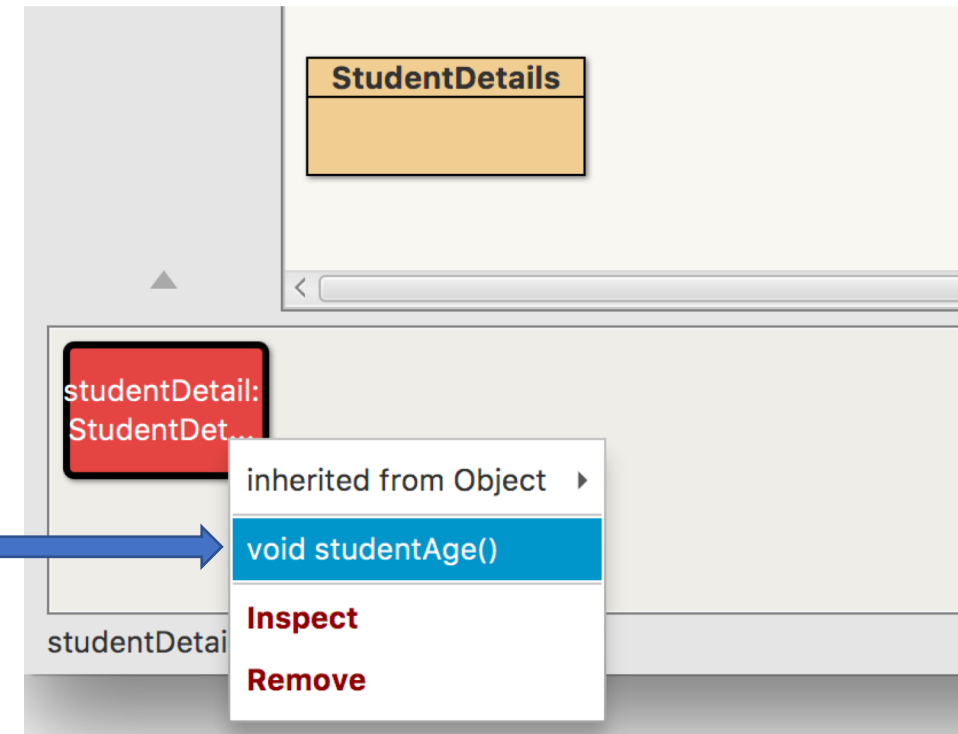 StudentDetails
studentDetail:
StudentDet...
inherited from Object
void studentAge()
Inspect
studentDetai
Remove